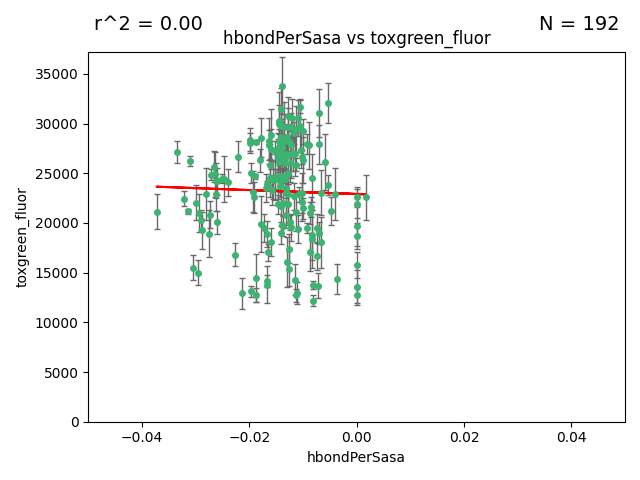 r^2 = 0.00
N = 192
hbondPerSasa vs toxgreen_fluor
35000
30000
25000
20000
15000
10000
5000
0
toxgreen_fluor
−0.04
−0.02
0.00
0.02
0.04
hbondPerSasa